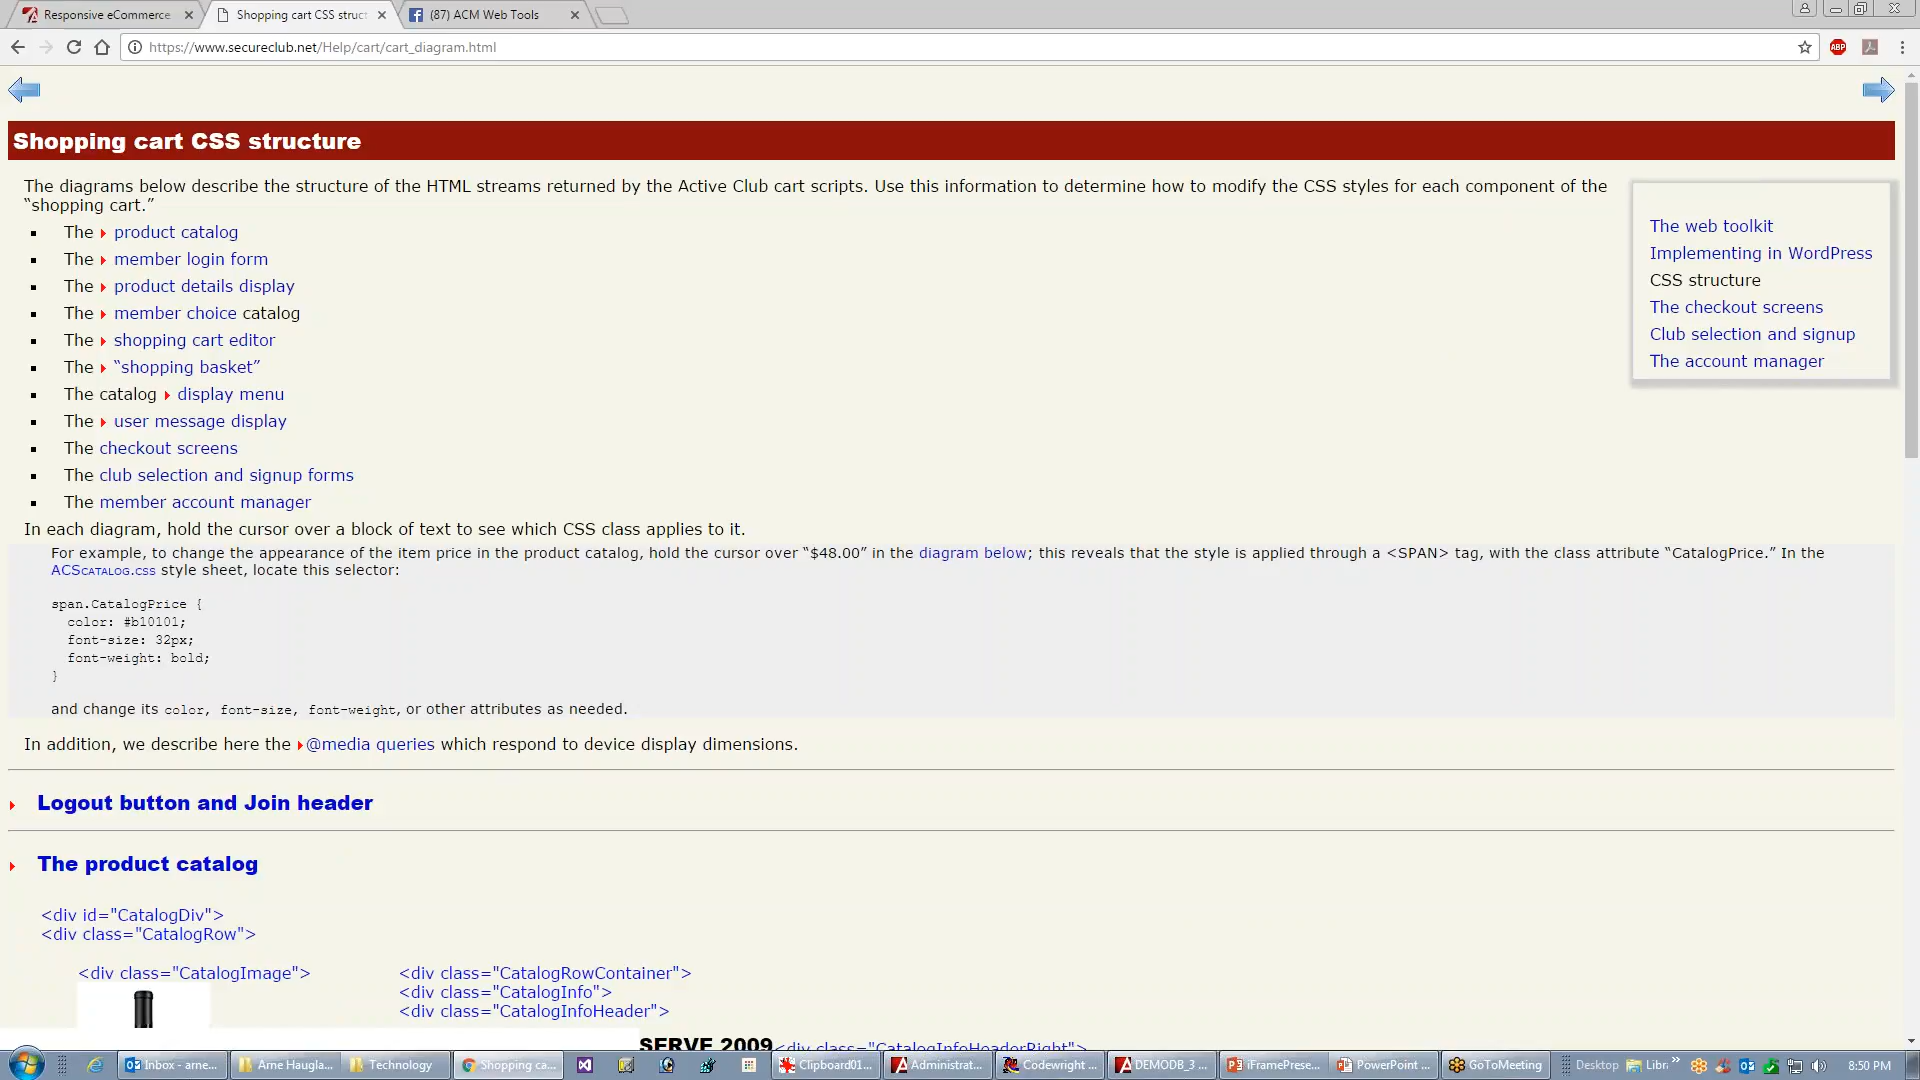 Responsive eCommerce
Shopping cart CSS struct
(87) ACM Web Tools
https://www.secureclub.net/Help/cart/cart_diagram.html
ABP
Shopping cart CSS structure
The diagrams below describe the structure of the HTML streams returned by the Active Club cart scripts. Use this information to determine how to modify the CSS styles for each component of the
“shopping cart.”
The product catalog
The member login form
The product details display
The member choice catalog
The shopping cart editor
The “shopping basket”
The catalog display menu
The user message display
The checkout screens
The club selection and signup forms
The member account manager
The web toolkit
Implementing in WordPress
CSS structure
The checkout screens
Club selection and signup
The account manager
In each diagram, hold the cursor over a block of text to see which CSS class applies to it.
For example, to change the appearance of the item price in the product catalog, hold the cursor over “$48.00” in the diagram below; this reveals that the style is applied through a <SPAN> tag, with the class attribute “CatalogPrice.” In the
ACSCATALOG.CSS style sheet, locate this selector:
span.CatalogPrice {
color: #b10101;
font-size: 32px;
font-weight: bold;
}
and change its color, font-size, font-weight, or other attributes as needed.
In addition, we describe here the @media queries which respond to device display dimensions.
Logout button and Join header
The product catalog
<div id="CatalogDiv">
<div class="CatalogRow">
<div class="CatalogImage">
<div class="CatalogRowContainer">
<div class="CatalogInfo">
<div class="CatalogInfoHeader">
SERVE 2009 <div class="CatalogInfoHeaderRight">
Inbox - arne...
Arne Haugla...
Technology
Shopping ca...
Clipboard01...
Administrat...
Codewright ...
DEMODB_3 ...
iFramePrese...
PowerPoint ...
GoToMeeting
Desktop
Libr
8:50 PM